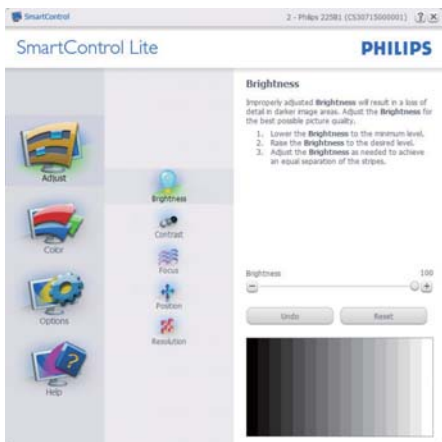 SmartControl
2 - Philips 225B1 (CS30715000001)
SmartControl Lite
PHILIPS
Adjust
Color
Options
Help
Brightness
Contrast
Focus
Position
Resolution
Brightness
Improperly adjusted Brightness will result in a loss of
detail in darker image areas. Adjust the Brightness for
the best possible picture quality.
1. Lower the Brightness to the minimum level.
2. Raise the Brightness to the desired level.
3. Adjust the Brightness as needed to achieve
an equal separation of the stripes.
Brightness 100
Undo Reset